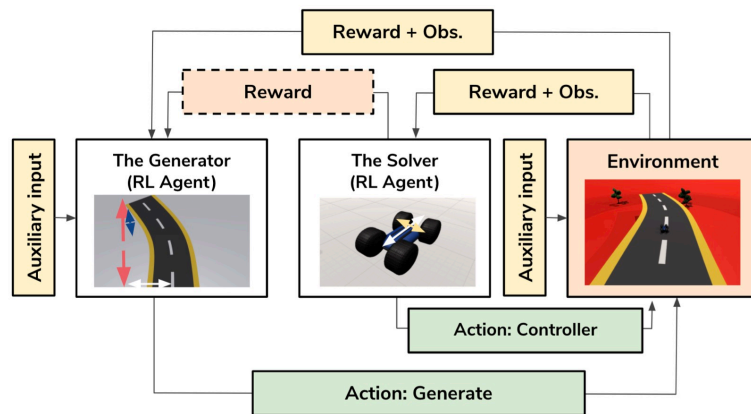 Reward + Obs.
Reward
Reward + Obs.
Auxiliary input
The Generator
(RL Agent)
The Solver
(RL Agent)
Auxiliary input
Environment
Action: Controller
Action: Generate